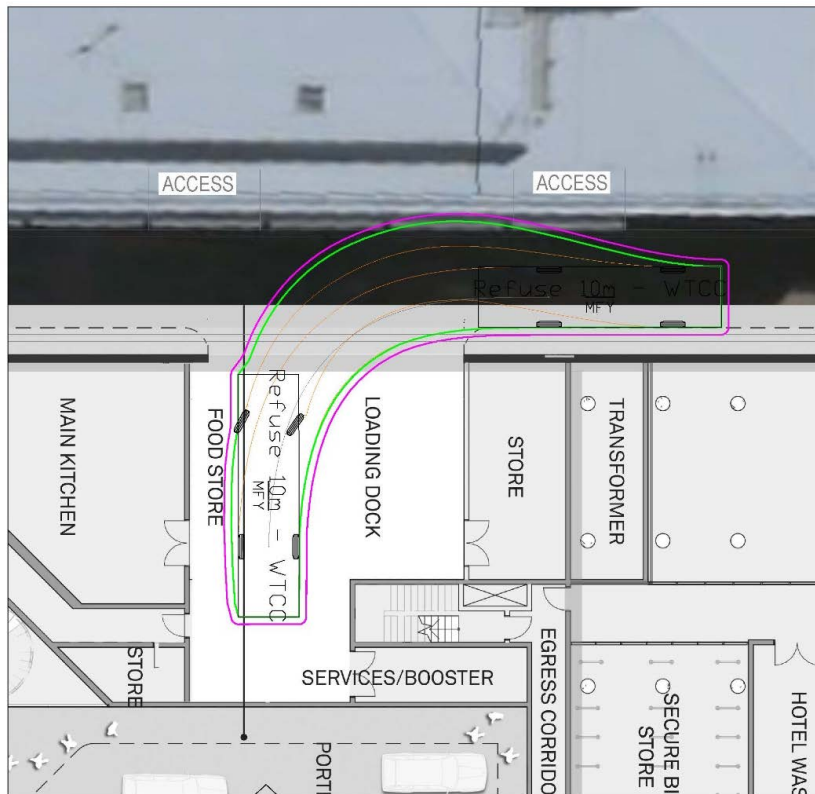 ACCESS
ACCESS
Refuse 10m - WTCC
MFY
Refuse 10m - WTCC
MFY
MAIN KITCHEN
FOOD STORE
LOADING DOCK
STORE
TRANSFORMER
STORE
SERVICES/BOOSTER
EGRESS CORRIDO
SECURE BI
STORE
HOTEL WAS
PORT